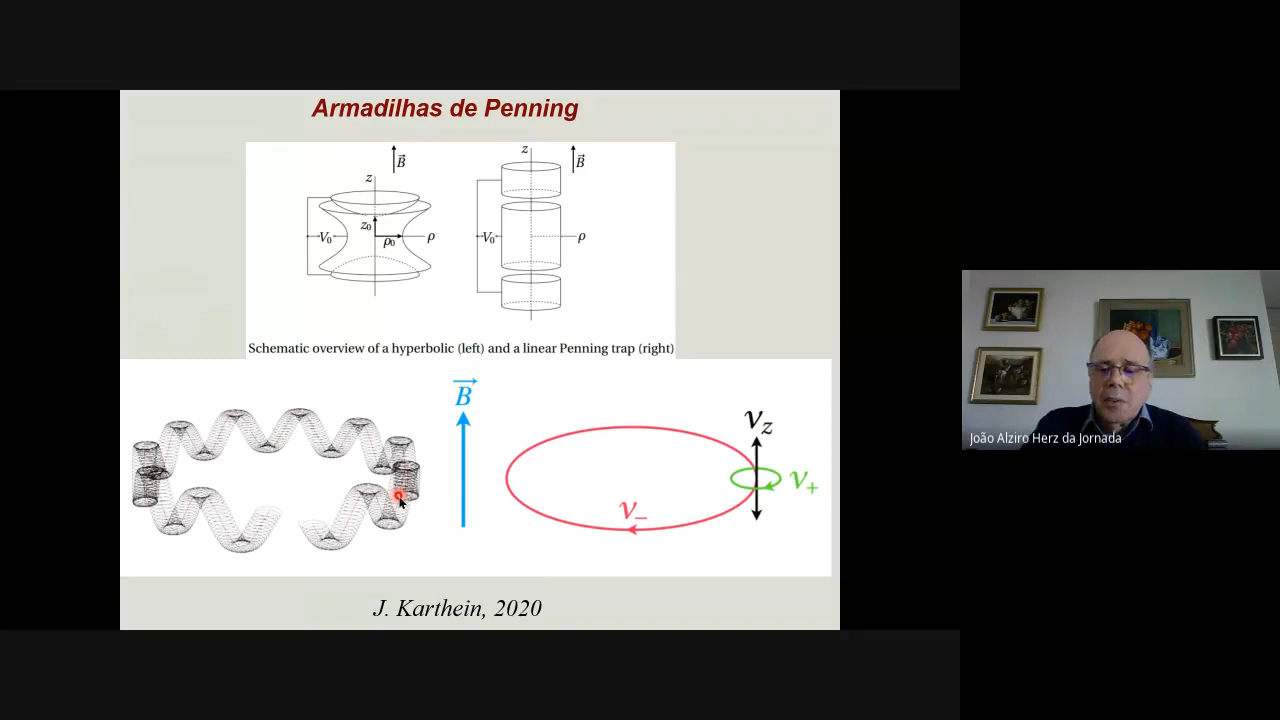 Armadilhas de Penning
B
z
z0
V0
ρ0
ρ
z
B
V0
ρ
Schematic overview of a hyperbolic (left) and a linear Penning trap (right)
B
νz
ν+
ν−
J. Karthein, 2020
João Alziro Herz da Jornada